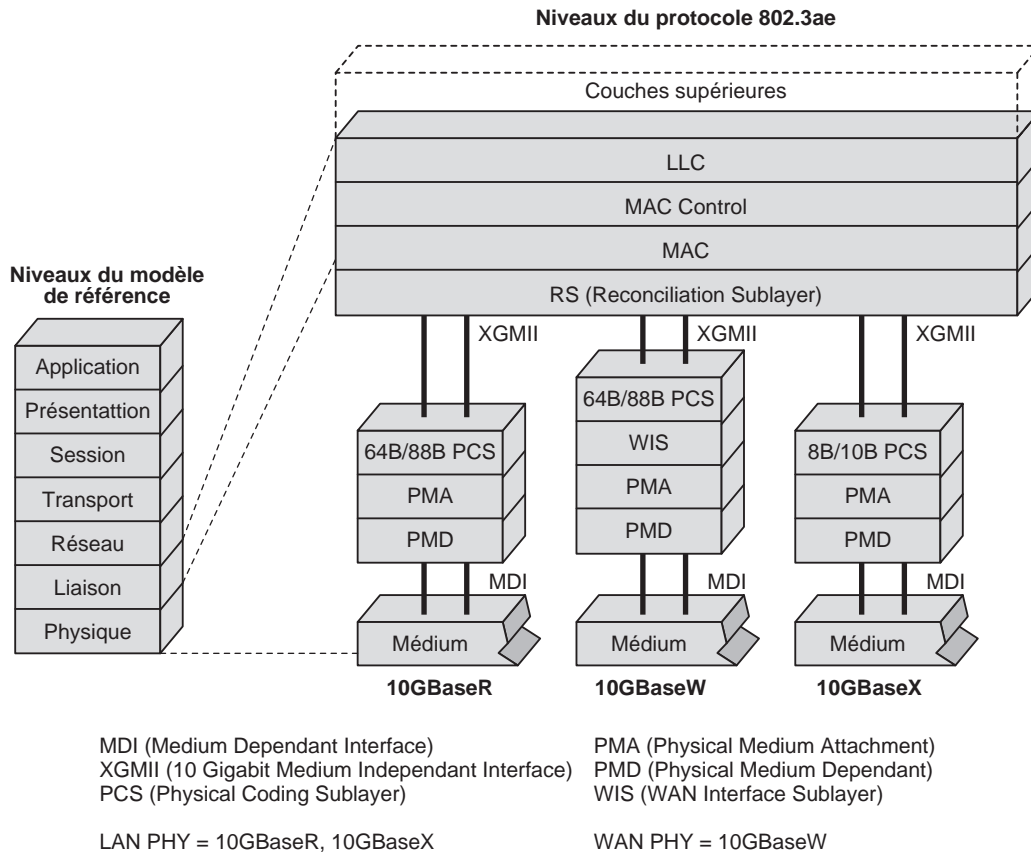 Niveaux du protocole 802.3ae
Couches supérieures
LLC
MAC Control
MAC
RS (Reconciliation Sublayer)
Niveaux du modèle
de référence
Application
Présentattion
Session
Transport
Réseau
Liaison
Physique
XGMII
XGMII
XGMII
64B/88B PCS
PMA
PMD
MDI
Médium
10GBaseR
64B/88B PCS
WIS
PMA
PMD
MDI
Médium
10GBaseW
8B/10B PCS
PMA
PMD
MDI
Médium
10GBaseX
MDI (Medium Dependant Interface)
XGMII (10 Gigabit Medium Independant Interface)
PCS (Physical Coding Sublayer)
PMA (Physical Medium Attachment)
PMD (Physical Medium Dependant)
WIS (WAN Interface Sublayer)
LAN PHY = 10GBaseR, 10GBaseX
WAN PHY = 10GBaseW